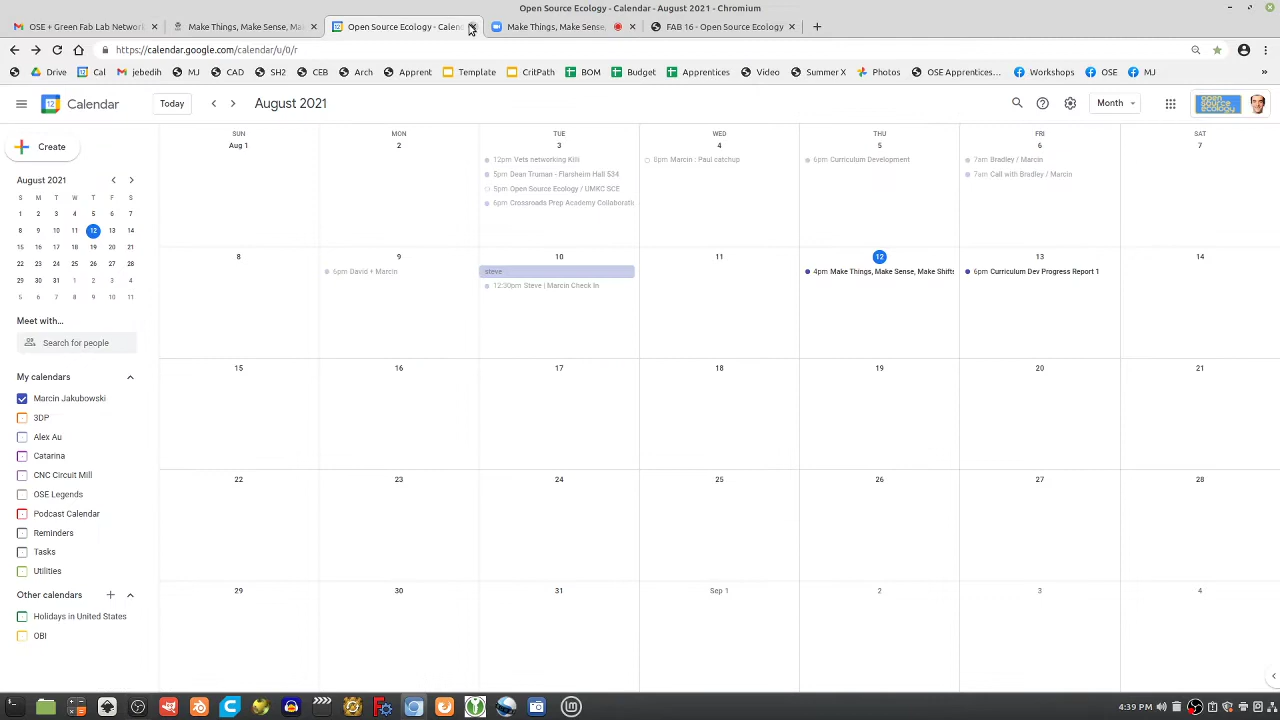 Open Source Ecology - Calendar - August 2021 - Chromium
OSE + Open Fab Lab Network
Make Things, Make Sense, Ma
Open Source Ecology - Calen
Make Things, Make Sense,
FAB 16 - Open Source Ecology
https://calendar.google.com/calendar/u/0/r
Drive
Cal
jebedill
MJ
CAD
SH2
CEB
Arch
Apprent
Template
CritPath
BOM
Budget
Apprentices
Video
Summer X
Photos
OSE Apprentices...
Workshops
OSE
MJ
12
Calendar
Today
August 2021
Month
open source ecology
Create
SUN
MON
TUE
WED
THU
FRI
SAT
Aug 1
2
3
4
5
6
7
12pm Vets networking Killi
5pm Dean Truman - Flarsheim Hall 534
5pm Open Source Ecology / UMKC SCE
6pm Crossroads Prep Academy Collaborati
8pm Marcin : Paul catchup
6pm Curriculum Development
7am Bradley / Marcin
7am Call with Bradley / Marcin
August 2021
S M T W T F S
1 2 3 4 5 6 7
8 9 10 11 12 13 14
15 16 17 18 19 20 21
22 23 24 25 26 27 28
29 30 31 1 2 3 4
5 6 7 8 9 10 11
8
9
10
11
12
13
14
6pm David + Marcin
steve
12:30pm Steve | Marcin Check In
4pm Make Things, Make Sense, Make Shifts
6pm Curriculum Dev Progress Report 1
Meet with...
Search for people
15
16
17
18
19
20
21
My calendars
Marcin Jakubowski
3DP
Alex Au
Catarina
CNC Circuit Mill
OSE Legends
Podcast Calendar
Reminders
Tasks
Utilities
22
23
24
25
26
27
28
Other calendars
Holidays in United States
OBI
29
30
31
Sep 1
2
3
4
4:39 PM